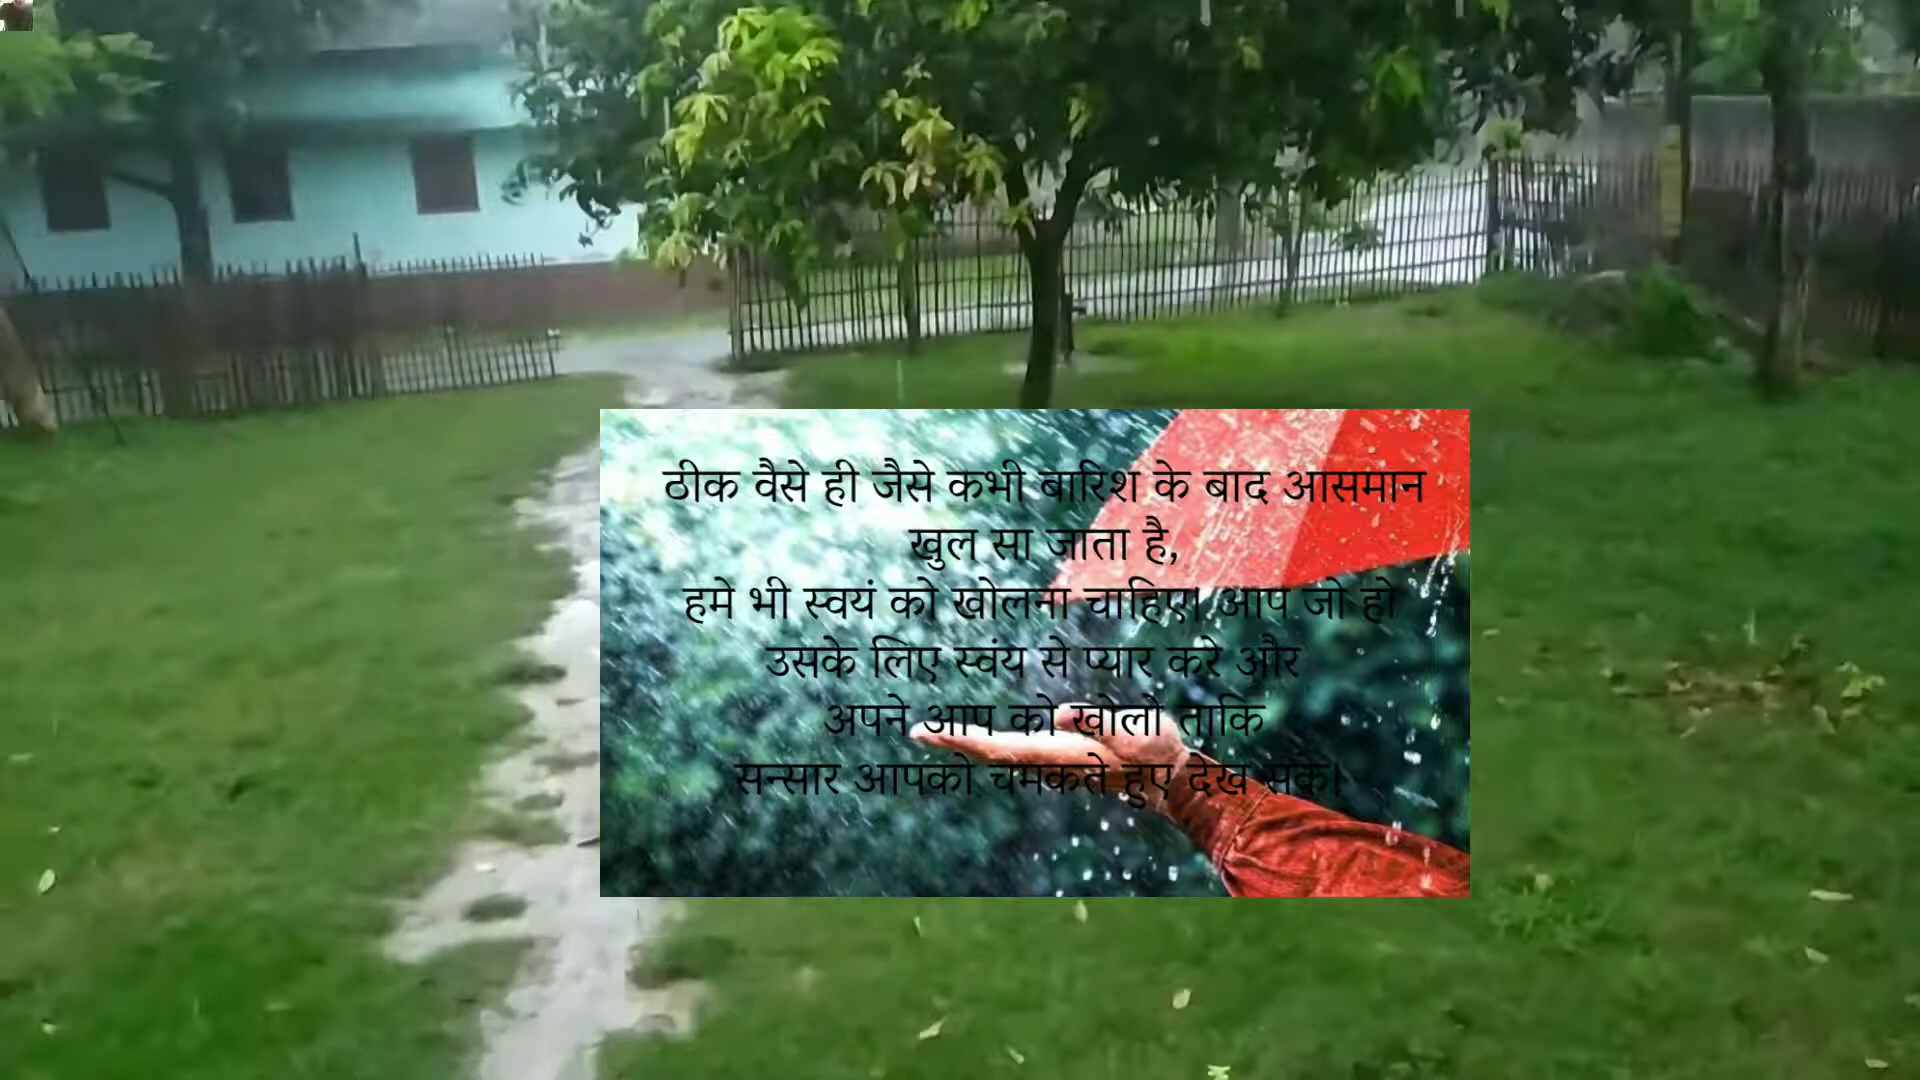 ठीक वैसे ही जैसे कभी बारिश के बाद आसमान
खुल सा जाता है,
हमे भी स्वयं को खोलना चाहिए। आप जो हो
उसके लिए स्वंय से प्यार करे और
अपने आप को खोलों ताकि
सन्सार आपको चमकते हुए देख सकें।